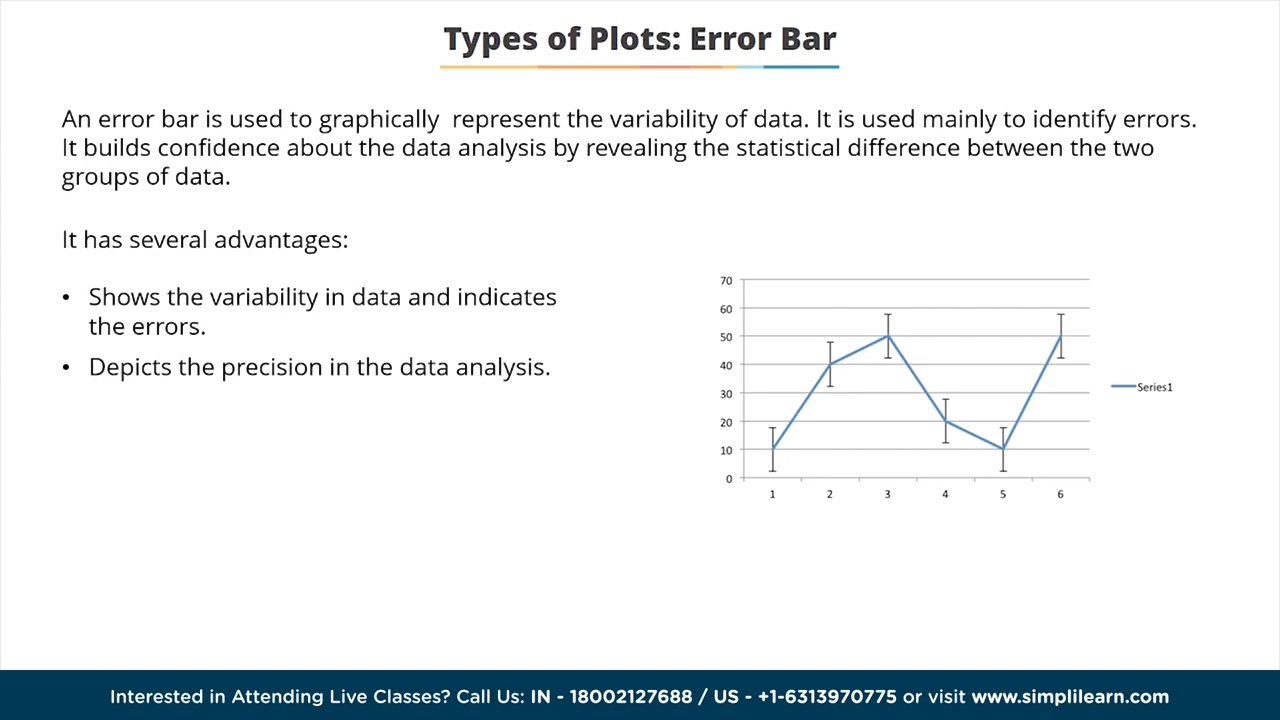 Types of Plots: Error Bar
An error bar is used to graphically represent the variability of data. It is used mainly to identify errors.
It builds confidence about the data analysis by revealing the statistical difference between the two
groups of data.
It has several advantages:
• Shows the variability in data and indicates
the errors.
• Depicts the precision in the data analysis.
70
60
50
40
30
20
10
0
1 2 3 4 5 6
Series1
Interested in Attending Live Classes? Call Us: IN - 18002127688 / US - +1-6313970775 or visit www.simplilearn.com